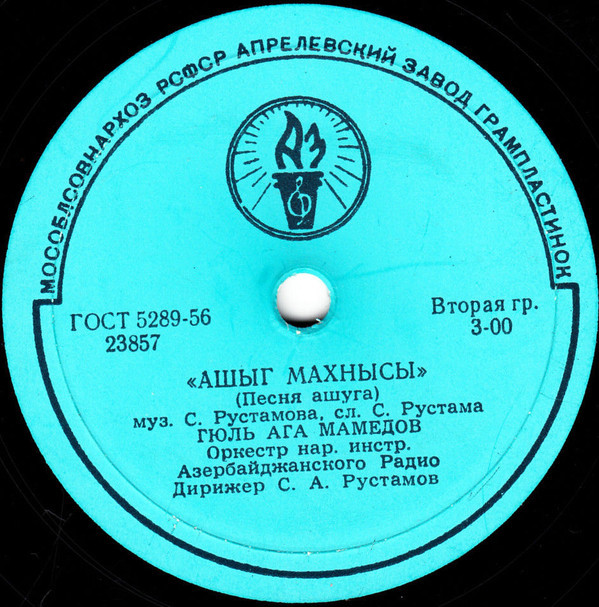 МОСОБЛСОВНАРХОЗ РСФСР АПРЕЛЕВСКИЙ ЗАВОД ГРАМПЛАСТИНОК
АЗ
ГОСТ 5289-56
23857
Вторая гр.
3-00
«АШЫГ МАХНЫСЫ»
(Песня ашуга)
муз. С. Рустамова, сл. С. Рустама
ГЮЛЬ АГА МАМЕДОВ
Оркестр нар. инстр.
Азербайджанского Радио
Дирижер С. А. Рустамов